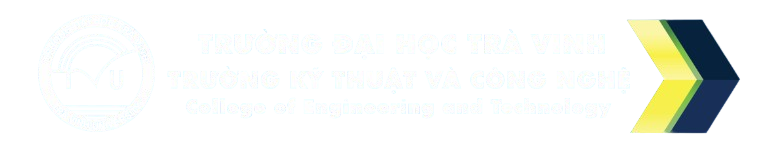 TRƯỜNG ĐẠI HỌC TRÀ VINH
TRƯỜNG KỸ THUẬT VÀ CÔNG NGHỆ
College of Engineering and Technology